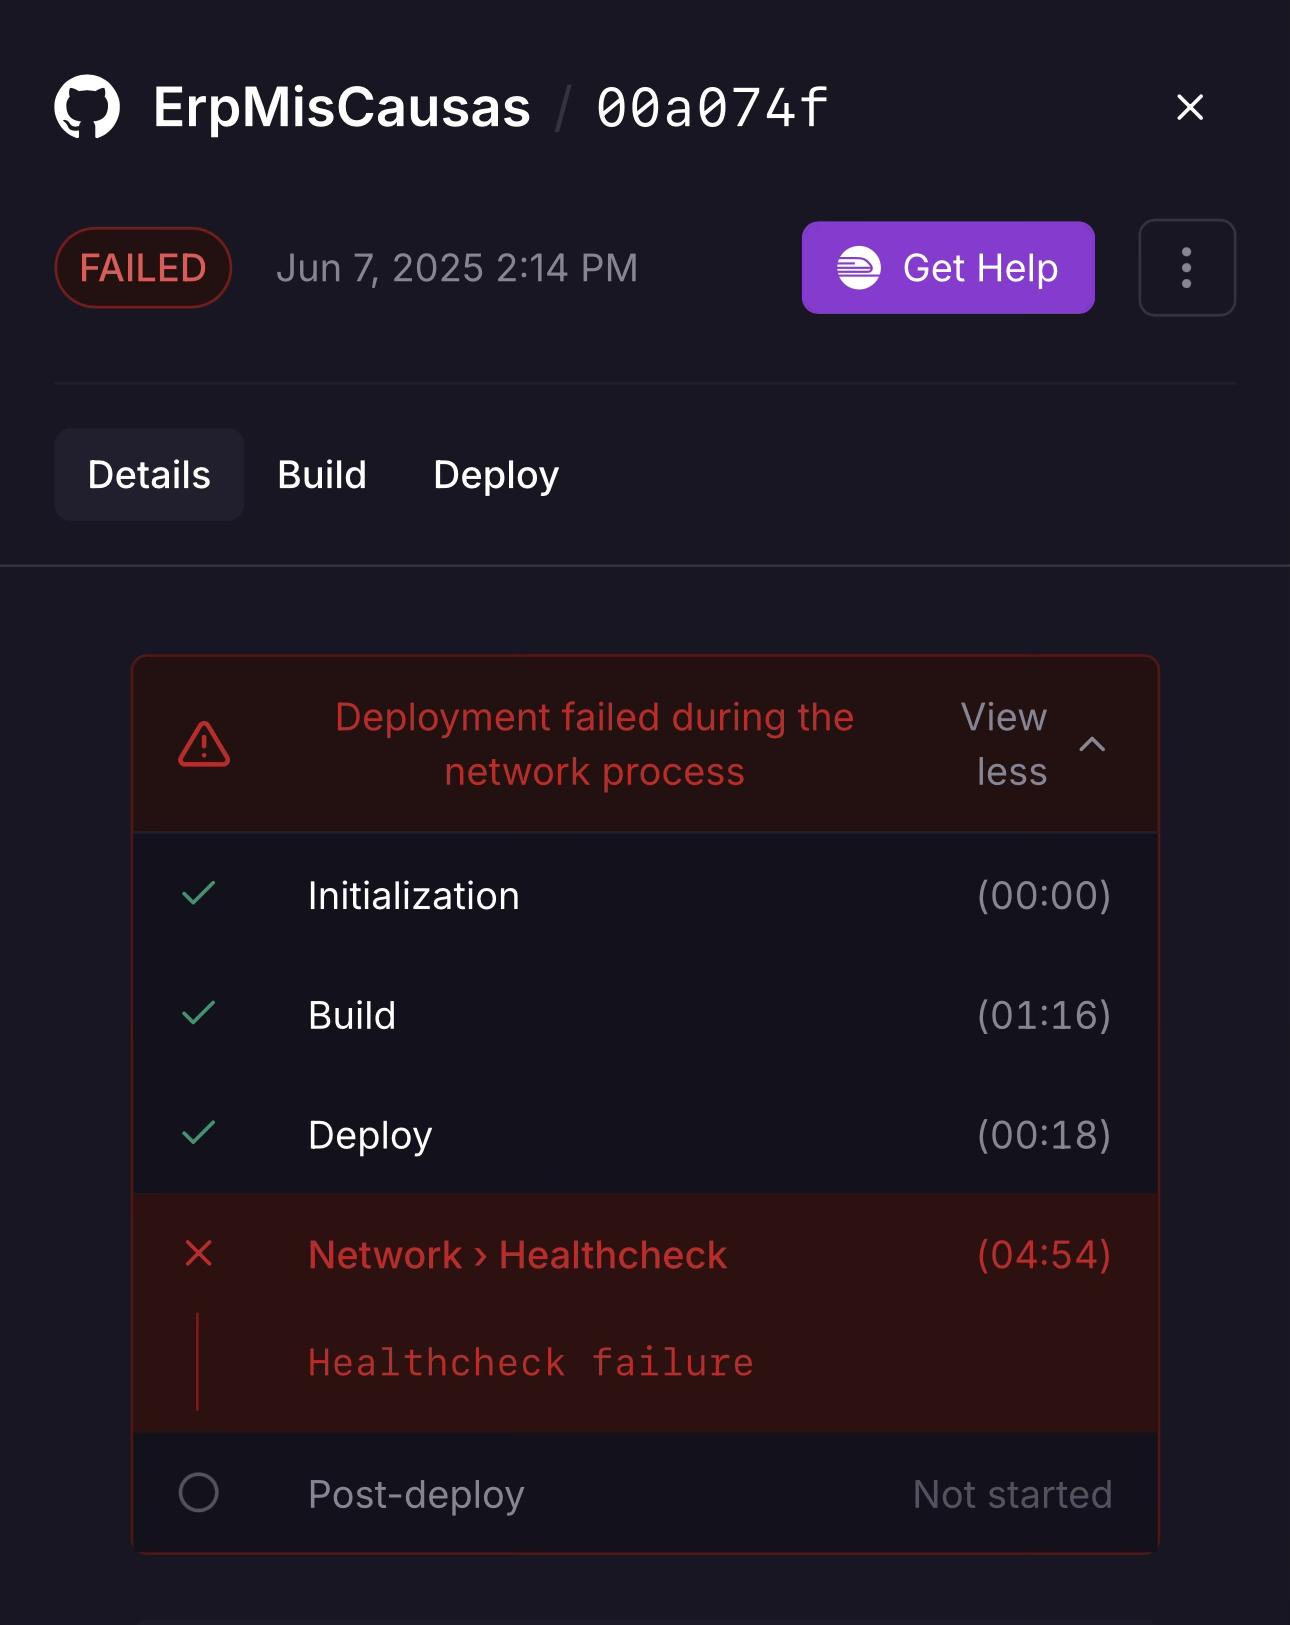 ErpMisCausas / 00a074f
FAILED Jun 7, 2025 2:14 PM Get Help
Details Build Deploy
Deployment failed during the
network process
View
less
Initialization (00:00)
Build (01:16)
Deploy (00:18)
Network › Healthcheck (04:54)
Healthcheck failure
Post-deploy Not started